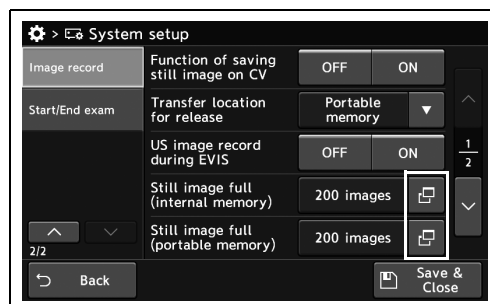 > System setup
Image record
Start/End exam
2/2
Function of saving
still image on CV
OFF ON
Transfer location
for release
Portable
memory
▼
US image record
during EVIS
OFF ON
Still image full
(internal memory)
200 images
Still image full
(portable memory)
200 images
1
2
Back
Save &
Close